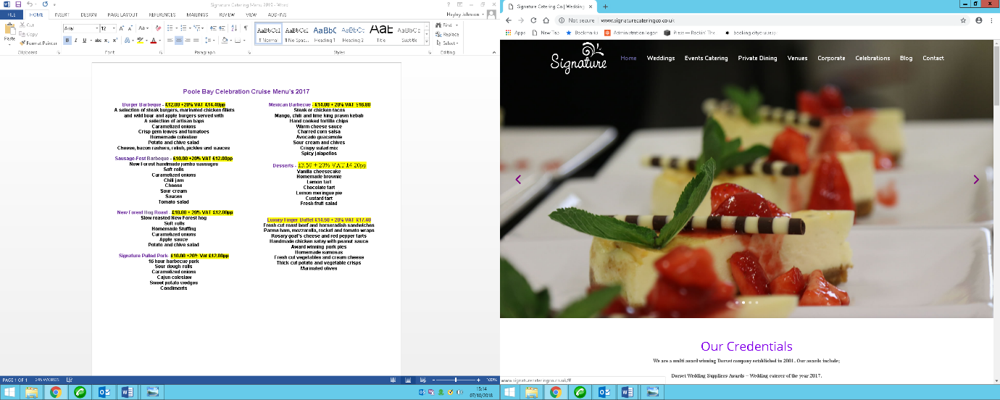 Signature Catering Menu 2019 - Word
FILE HOME INSERT DESIGN PAGE LAYOUT REFERENCES MAILINGS REVIEW VIEW ADD-INS
Hayley Johnson
Cut
Copy
Format Painter
Paste
Arial 12
Find
Replace
Select
¶ Normal ¶ No Spac... Heading 1 Heading 2 Title Subtitle
Clipboard Font Paragraph Styles Editing
Poole Bay Celebration Cruise Menu's 2017
Burger Barbeque - £12.00 +20% VAT £14.40pp
A selection of steak burgers, marinated chicken fillets
and wild boar and apple burgers served with
A selection of artisan baps
Caramelized onions
Crisp gem leaves and tomatoes
Homemade coleslaw
Potato and chive salad
Cheese, bacon rashers, relish, pickles and sauces
Sausage-Fest Barbeque - £10.00 +20% VAT £12.00pp
New Forest handmade jumbo sausages
Soft rolls
Caramelized onions
Chili jam
Cheese
Sour cream
Sauces
Tomato salad
New Forest Hog Roast - £10.00 + 20% VAT £12.00pp
Slow roasted New Forest hog
Soft rolls
Homemade Stuffing
Caramelized onions
Apple sauce
Potato and chive salad
Signature Pulled Pork- £10.00 +20% Vat £12.00pp
16 hour barbecue pork
Sour dough rolls
Caramelized onions
Cajun coleslaw
Sweet potato wedges
Condiments
Mexican Barbecue - £14.00 + 20% VAT £16.80
Steak or chicken tacos
Mango, chili and lime king prawn kebab
Hand cooked tortilla chips
Warm cheese sauce
Charred corn salsa
Avocado guacamole
Sour cream and chives
Crispy salad mix
Spicy jalapeños
Desserts - £3.50 + 20% VAT £4.20pp
Vanilla cheesecake
Homemade brownie
Lemon tart
Chocolate tart
Lemon meringue pie
Custard tart
Fresh fruit salad
Luxury Finger Buffet £14.50 + 20% VAT £17.40
Fresh cut roast beef and horseradish sandwiches
Parma ham, mozzarella, rocket and tomato wraps
Rosary goat's cheese and red pepper tarts
Handmade chicken satay with peanut sauce
Award winning pork pies
Homemade samosas
Fresh cut vegetables and cream cheese
Thick cut potato and vegetable crisps
Marinated olives
PAGE 1 OF 1 245 WORDS
100%
15:14
07/10/2018
Signature Catering Co | Wedding
Not secure www.signaturecateringco.co.uk
Apps New Tab Bookmarks Administration logon Press — Rockin' The booking.citycruisesp
Signature
Home Weddings Events Catering Private Dining Venues Corporate Celebrations Blog Contact
Our Credentials
We are a multi award winning Dorset company established in 2001. Our awards include;
Dorset Wedding Suppliers Awards – Wedding caterer of the year 2017.
www.signaturecateringco.co.uk/#